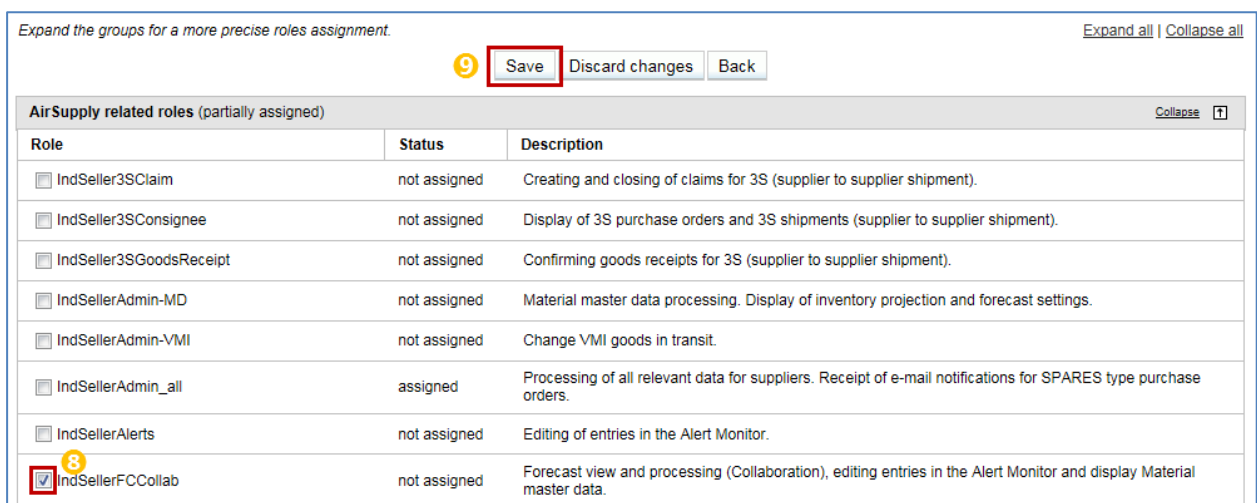 Expand the groups for a more precise roles assignment. Expand all | Collapse all
9 Save Discard changes Back
AirSupply related roles (partially assigned) Collapse
Role Status Description
IndSeller3SClaim not assigned Creating and closing of claims for 3S (supplier to supplier shipment).
IndSeller3SConsignee not assigned Display of 3S purchase orders and 3S shipments (supplier to supplier shipment).
IndSeller3SGoodsReceipt not assigned Confirming goods receipts for 3S (supplier to supplier shipment).
IndSellerAdmin-MD not assigned Material master data processing. Display of inventory projection and forecast settings.
IndSellerAdmin-VMI not assigned Change VMI goods in transit.
IndSellerAdmin_all assigned Processing of all relevant data for suppliers. Receipt of e-mail notifications for SPARES type purchase
orders.
IndSellerAlerts not assigned Editing of entries in the Alert Monitor.
8
IndSellerFCCollab not assigned Forecast view and processing (Collaboration), editing entries in the Alert Monitor and display Material
master data.